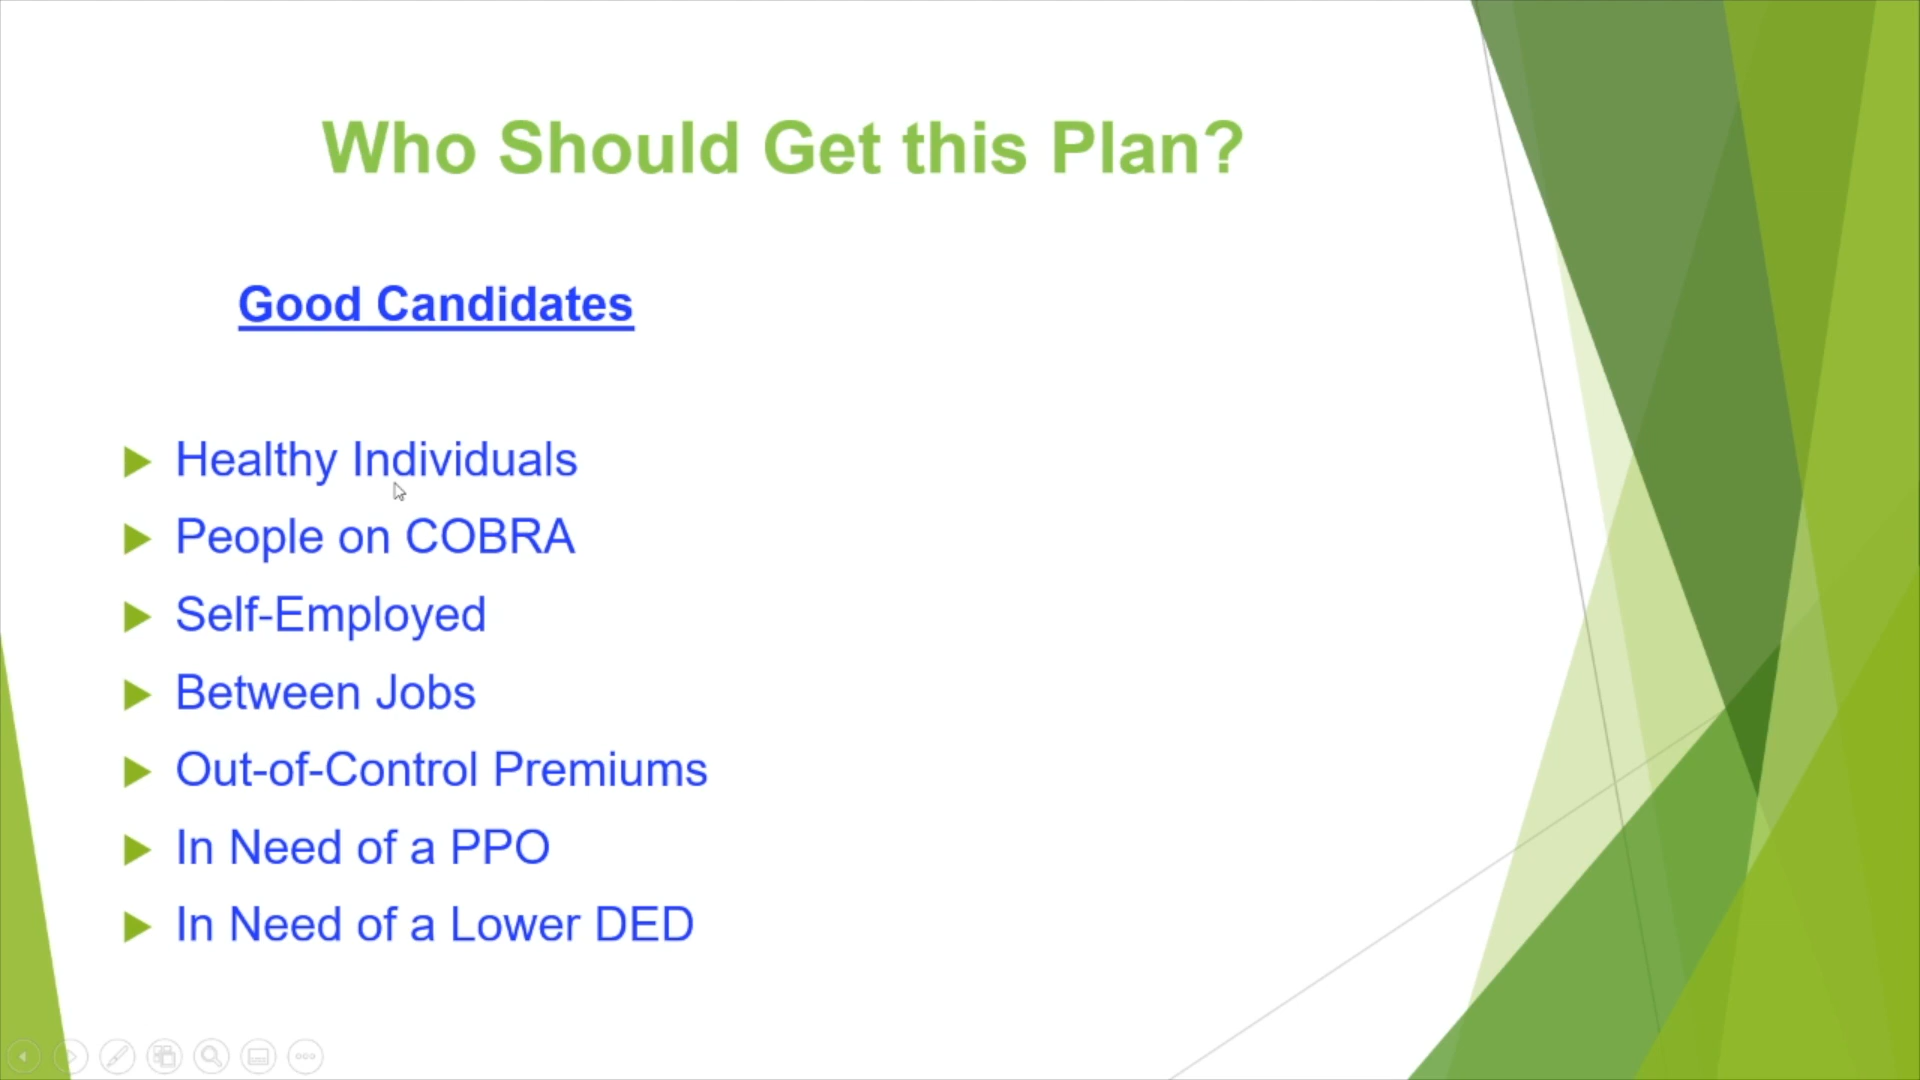 Who Should Get this Plan?
Good Candidates
Healthy Individuals
People on COBRA
Self-Employed
Between Jobs
Out-of-Control Premiums
In Need of a PPO
In Need of a Lower DED